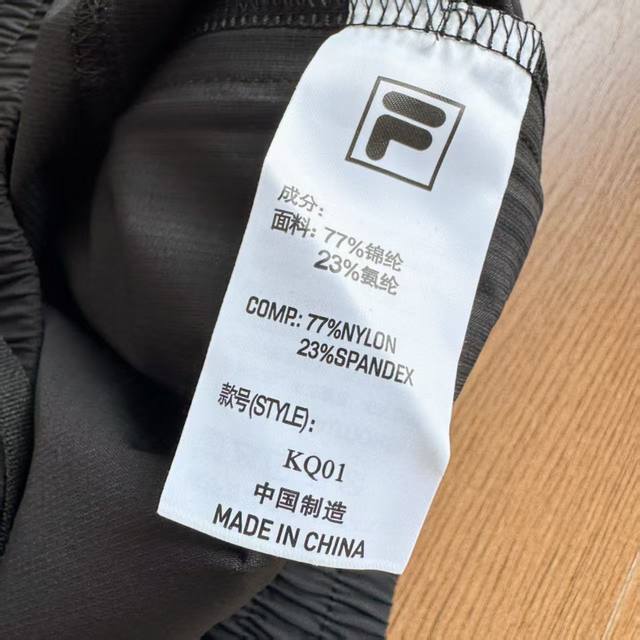 成分:
面料: 77%锦纶
23%氨纶
COMP.: 77%NYLON
23%SPANDEX
款号(STYLE):
KQ01
中国制造
MADE IN CHINA